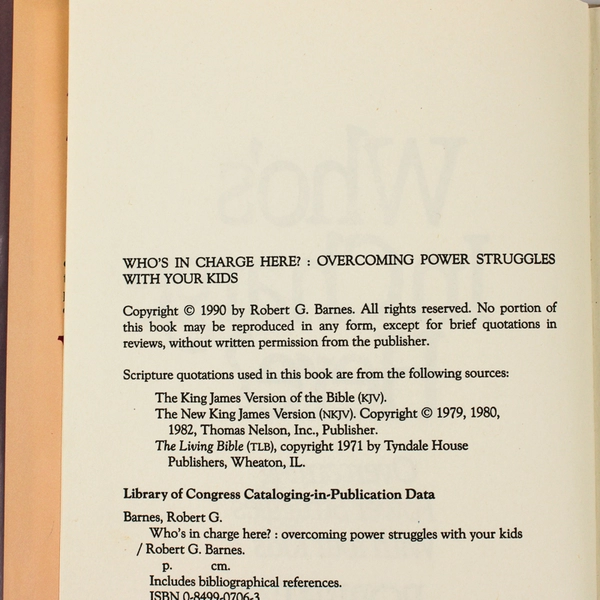 WHO'S IN CHARGE HERE? : OVERCOMING POWER STRUGGLES
WITH YOUR KIDS
Copyright © 1990 by Robert G. Barnes. All rights reserved. No portion of
this book may be reproduced in any form, except for brief quotations in
reviews, without written permission from the publisher.
Scripture quotations used in this book are from the following sources:
The King James Version of the Bible (KJV).
The New King James Version (NKJV). Copyright © 1979, 1980,
1982, Thomas Nelson, Inc., Publisher.
The Living Bible (TLB), copyright 1971 by Tyndale House
Publishers, Wheaton, IL.
Library of Congress Cataloging-in-Publication Data
Barnes, Robert G.
Who's in charge here? : overcoming power struggles with your kids
/ Robert G. Barnes.
p. cm.
Includes bibliographical references.
ISBN 0-8499-0706-3